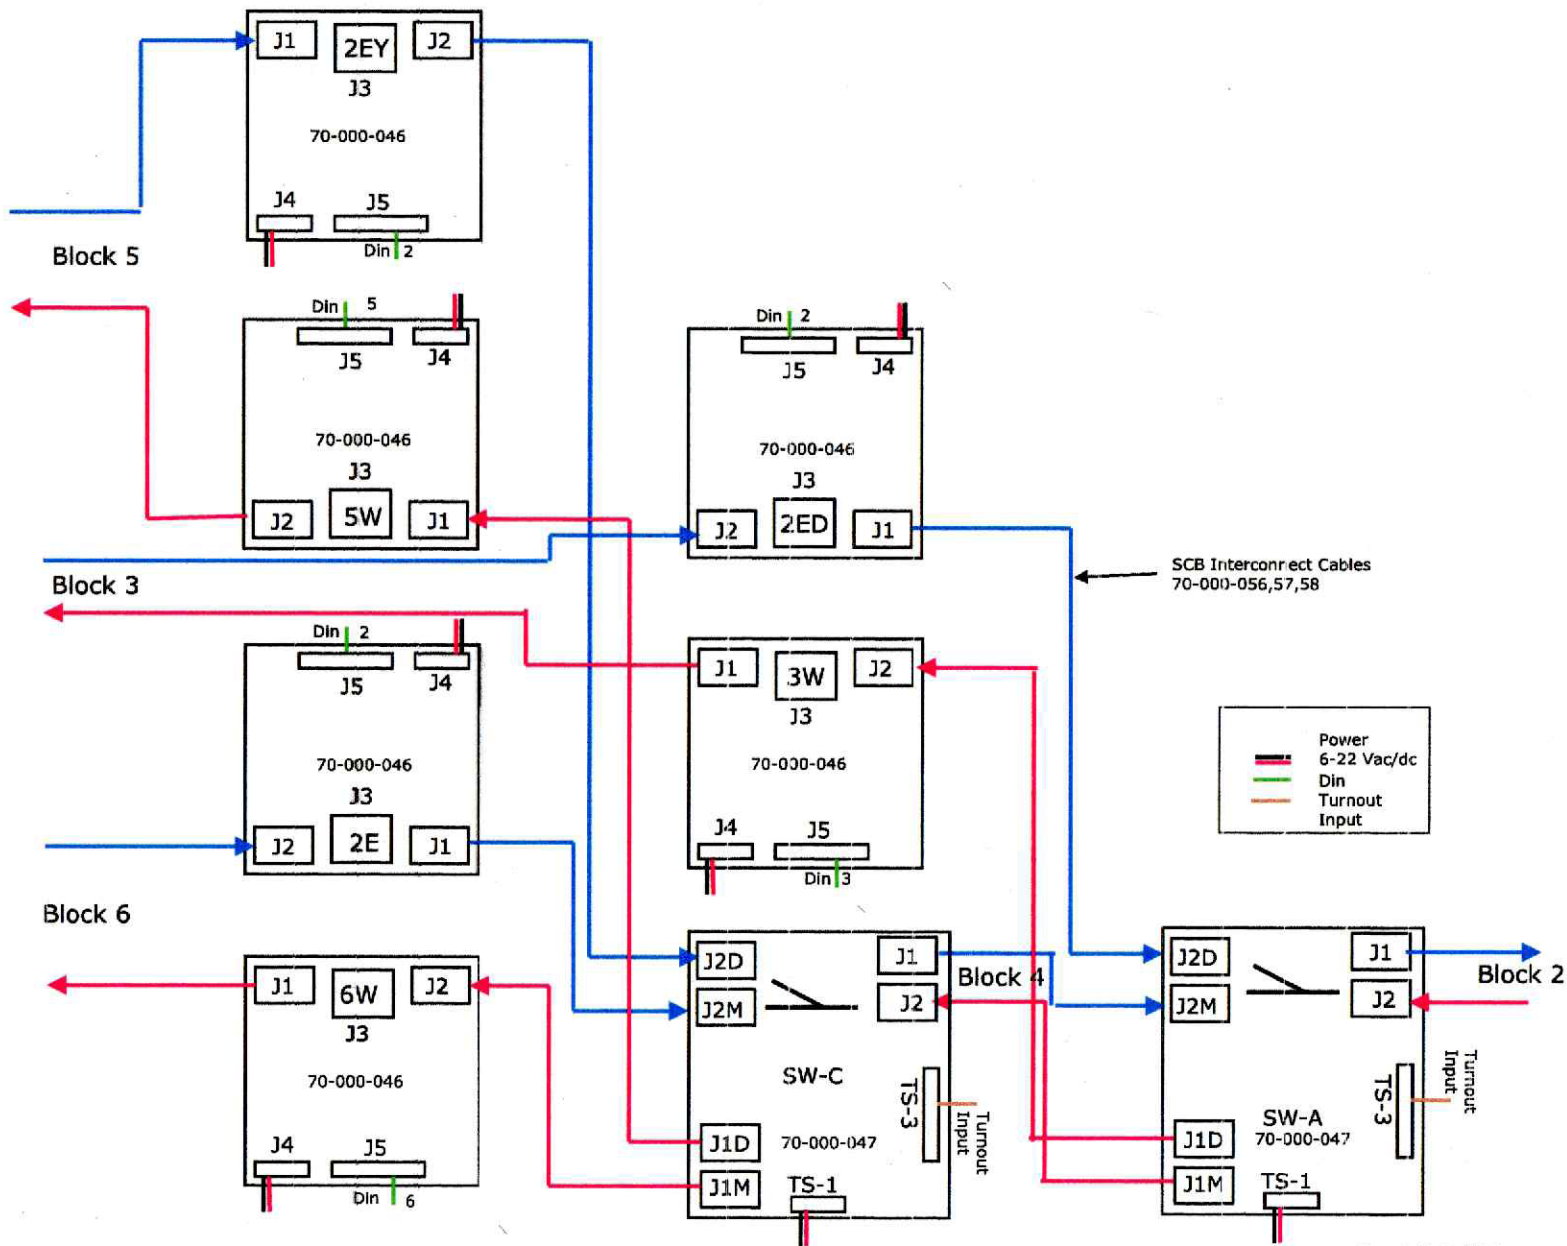 J1
2EY
J2
J3
70-000-046
J4
J5
Din 2
Block 5
Din 5
J5
J4
70-000-046
J3
J2
5W
J1
Din 2
J5
J4
70-000-046
J3
J2
2ED
J1
SCB Interconnect Cables
70-000-056,57,58
Block 3
Din 2
J5
J4
70-000-046
J3
J2
2E
J1
J1
3W
J2
J3
70-000-046
J4
J5
Din 3
Power
6-22 Vac/dc
Din
Turnout
Input
Block 6
J1
6W
J2
J3
70-000-046
J4
J5
Din 6
J2D
J1
J2M
J2
Block 4
SW-C
TS-3
Turnout
Input
J1D
70-000-047
J1M
TS-1
J2D
J1
J2M
J2
Block 2
TS-3
Turnout
Input
SW-A
J1D
70-000-047
J1M
TS-1